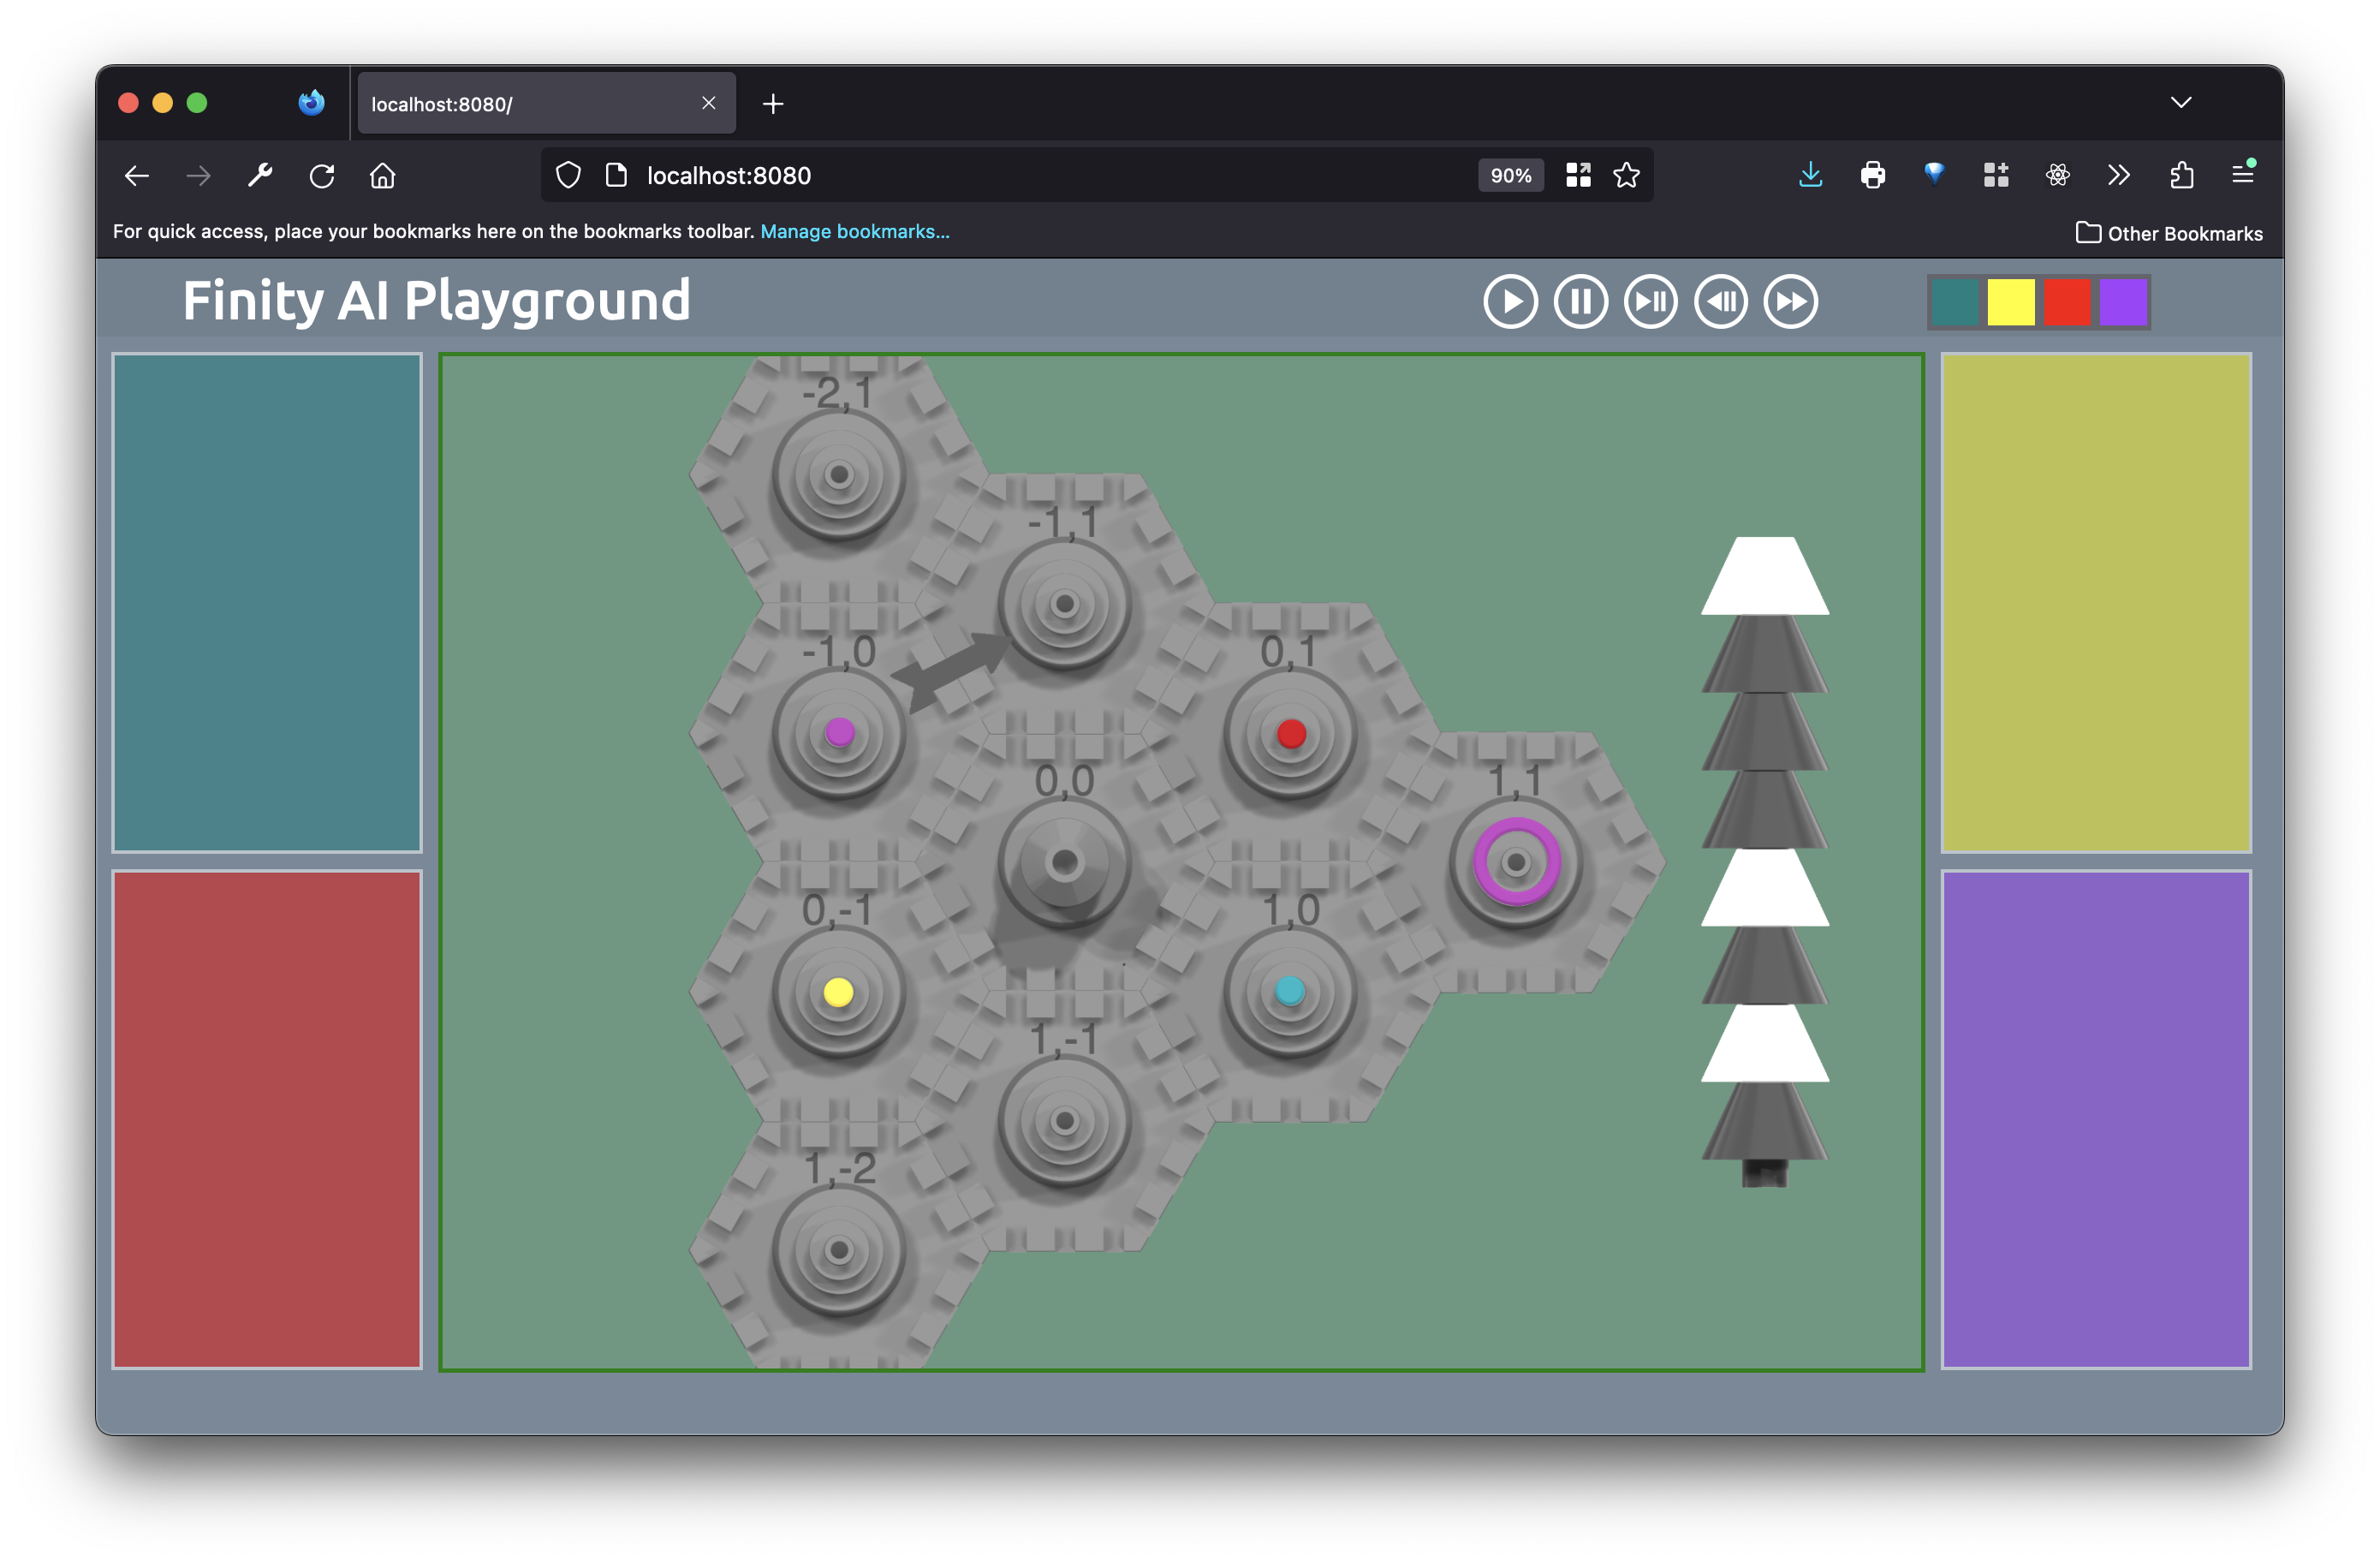 localhost:8080/
localhost:8080
90%
For quick access, place your bookmarks here on the bookmarks toolbar. Manage bookmarks...
Other Bookmarks
Finity AI Playground
-2,1
-1,1
-1,0
0,1
0,0
1,1
0,-1
1,0
1,-1
1,-2